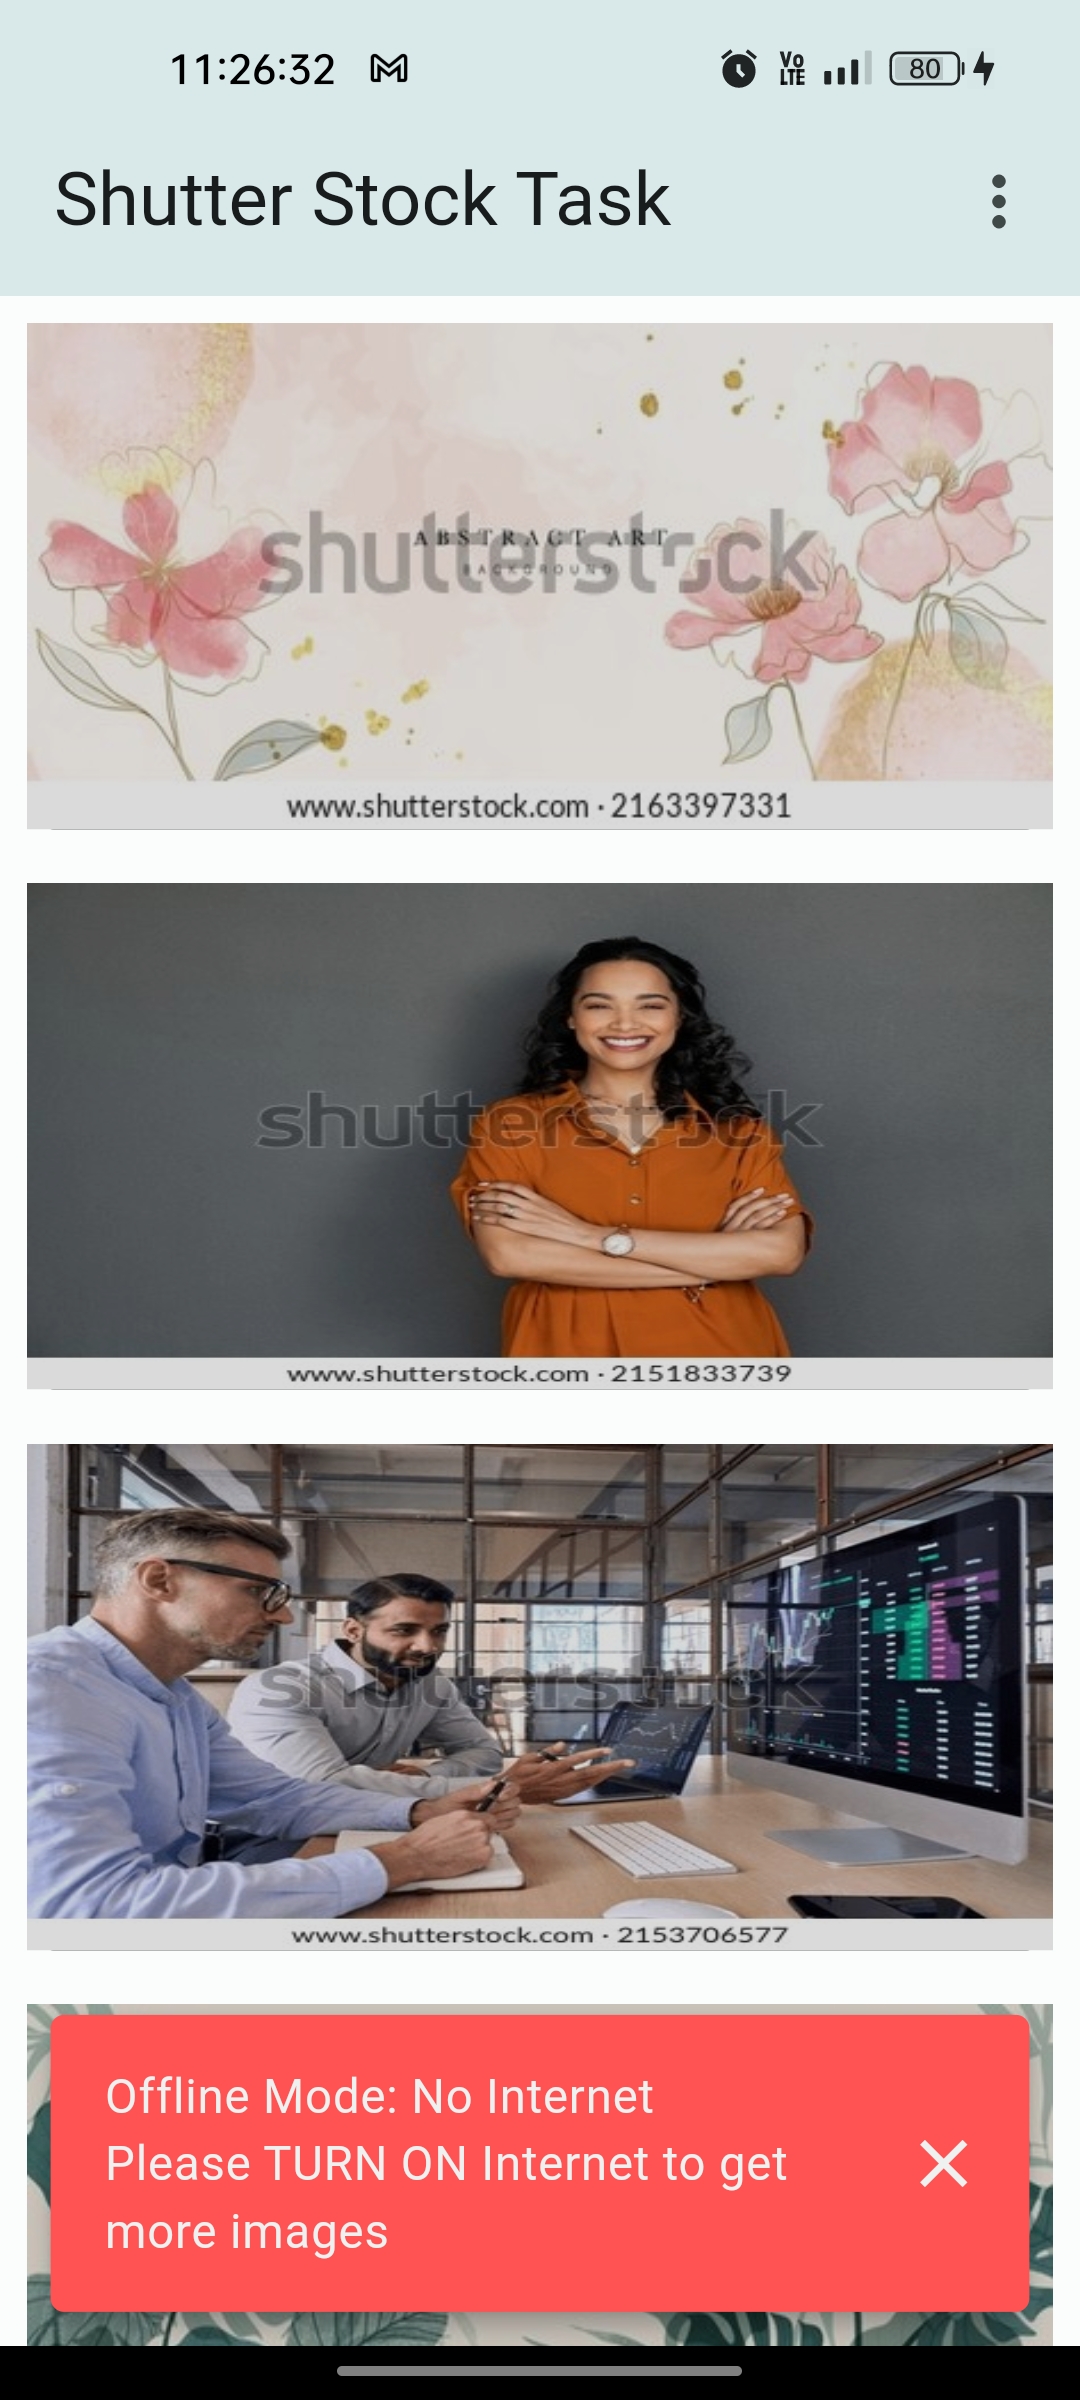 11:26:32
Vo
LTE
80
Shutter Stock Task
shutterstock
ABSTRACT ART
BACKGROUND
www.shutterstock.com · 2163397331
shutterstock
www.shutterstock.com · 2151833739
shutterstock
www.shutterstock.com · 2153706577
Offline Mode: No Internet
Please TURN ON Internet to get
more images